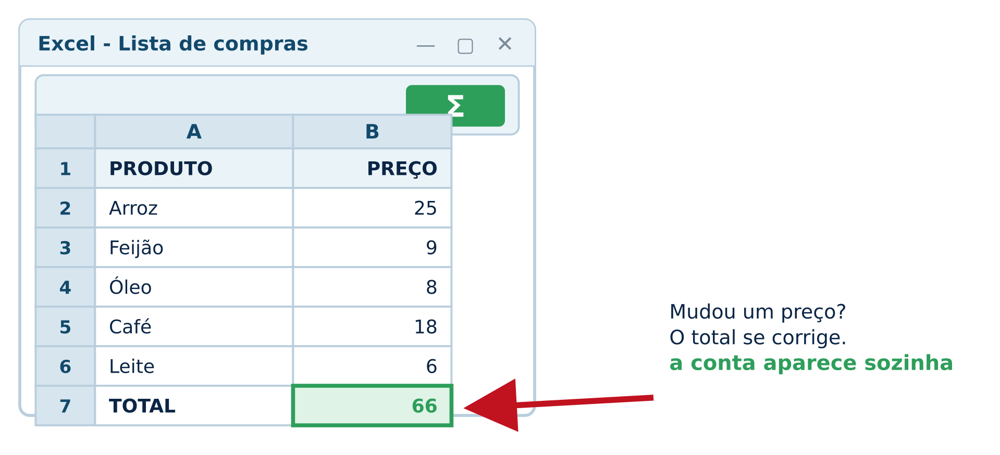 Excel - Lista de compras
Σ
A B
1 PRODUTO PREÇO
2 Arroz 25
3 Feijão 9
4 Óleo 8
5 Café 18
6 Leite 6
7 TOTAL 66
Mudou um preço?
O total se corrige.
a conta aparece sozinha